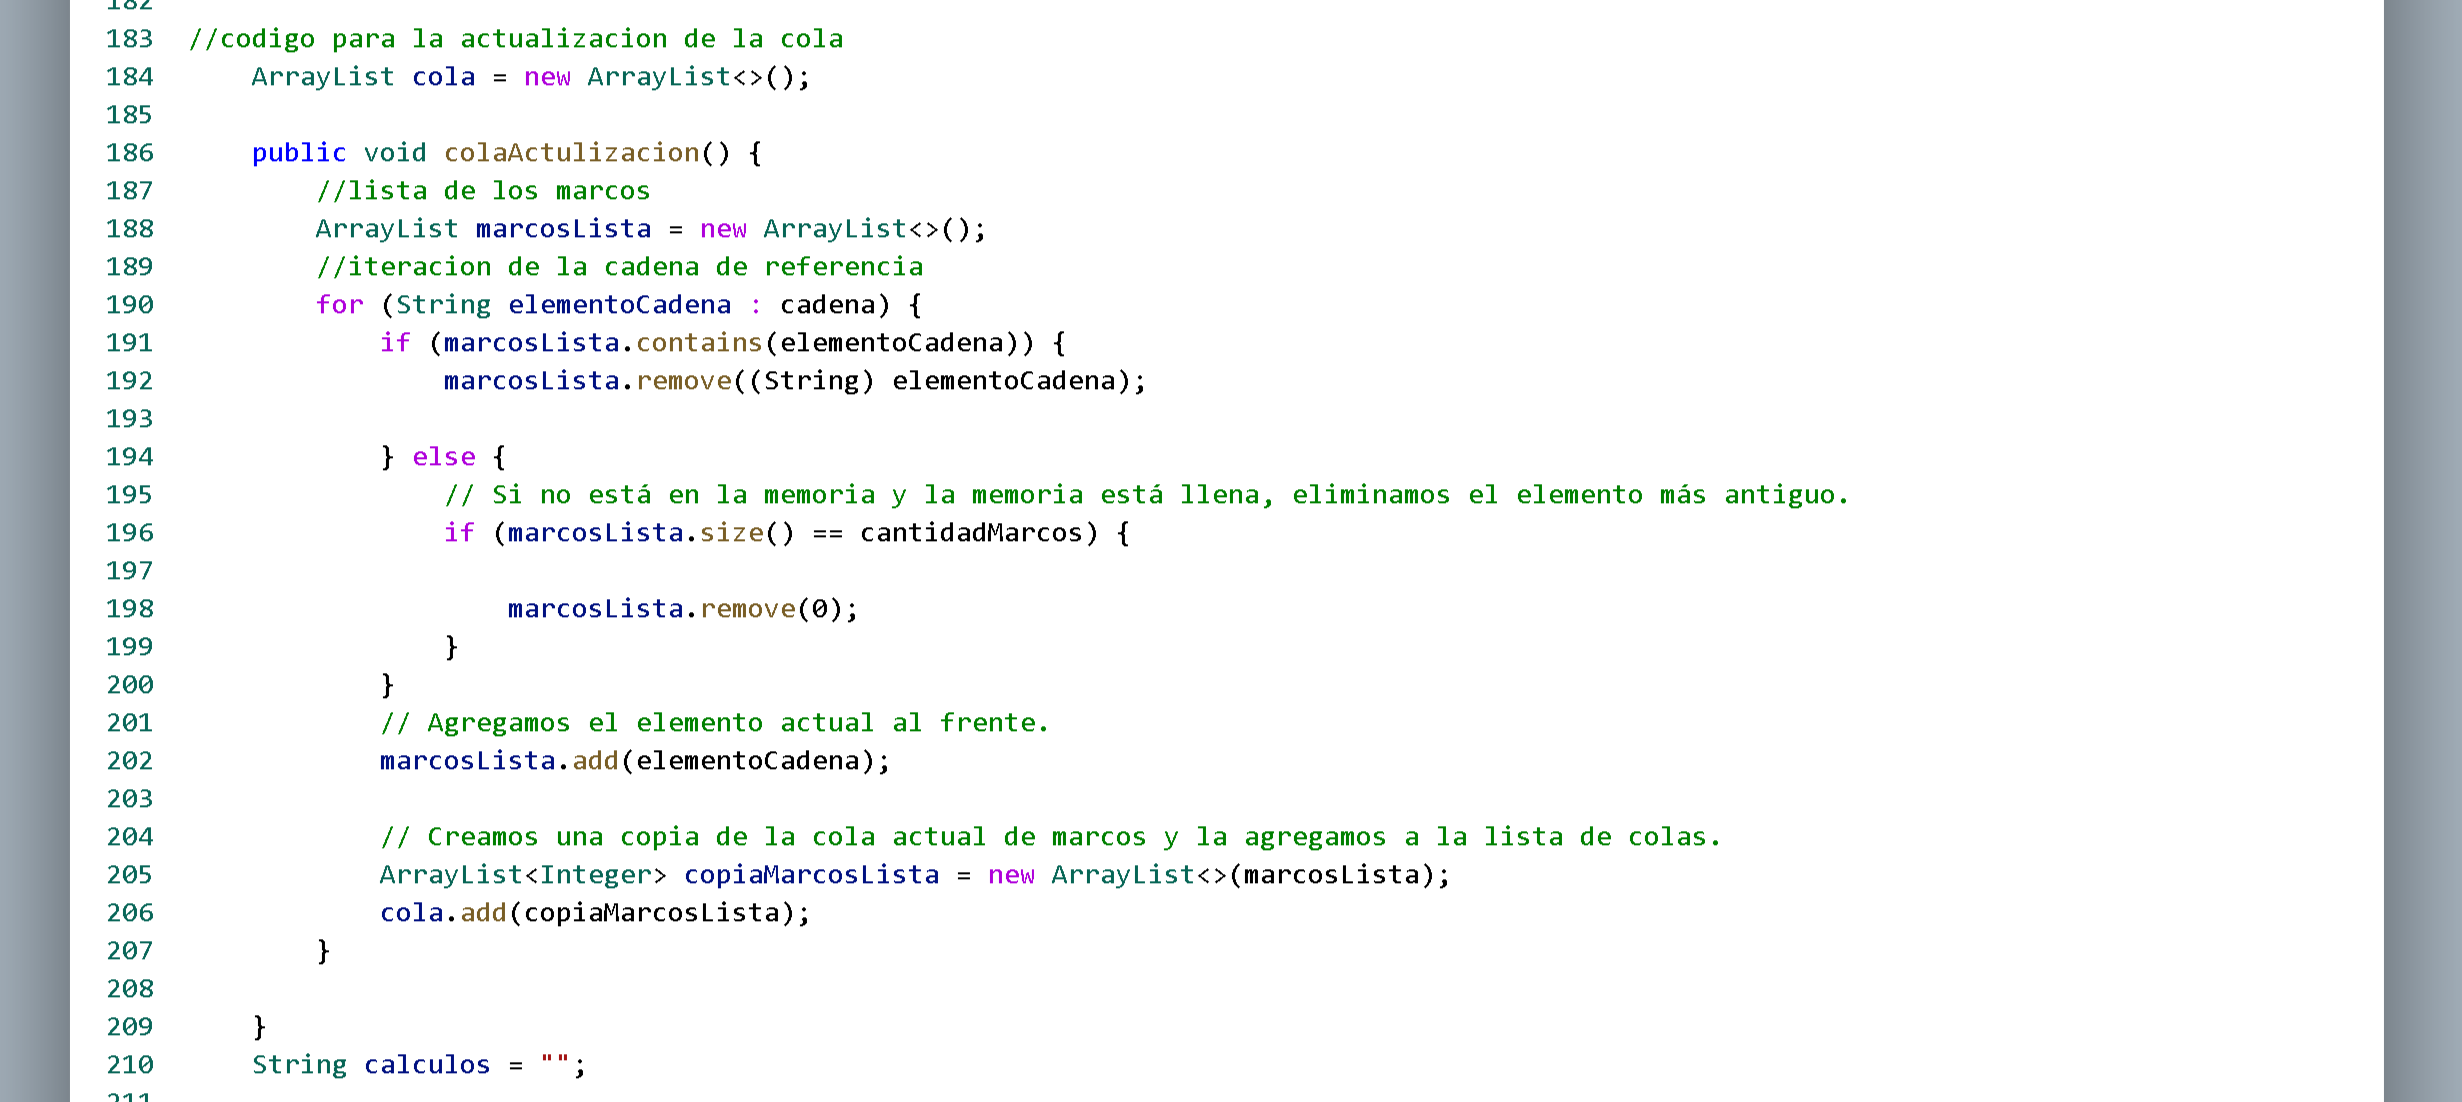 182
183 //codigo para la actualizacion de la cola
184 ArrayList cola = new ArrayList<>();
185
186 public void colaActulizacion() {
187 //lista de los marcos
188 ArrayList marcosLista = new ArrayList<>();
189 //iteracion de la cadena de referencia
190 for (String elementoCadena : cadena) {
191 if (marcosLista.contains(elementoCadena)) {
192 marcosLista.remove((String) elementoCadena);
193
194 } else {
195 // Si no está en la memoria y la memoria está llena, eliminamos el elemento más antiguo.
196 if (marcosLista.size() == cantidadMarcos) {
197
198 marcosLista.remove(0);
199 }
200 }
201 // Agregamos el elemento actual al frente.
202 marcosLista.add(elementoCadena);
203
204 // Creamos una copia de la cola actual de marcos y la agregamos a la lista de colas.
205 ArrayList<Integer> copiaMarcosLista = new ArrayList<>(marcosLista);
206 cola.add(copiaMarcosLista);
207 }
208
209 }
210 String calculos = "";
211